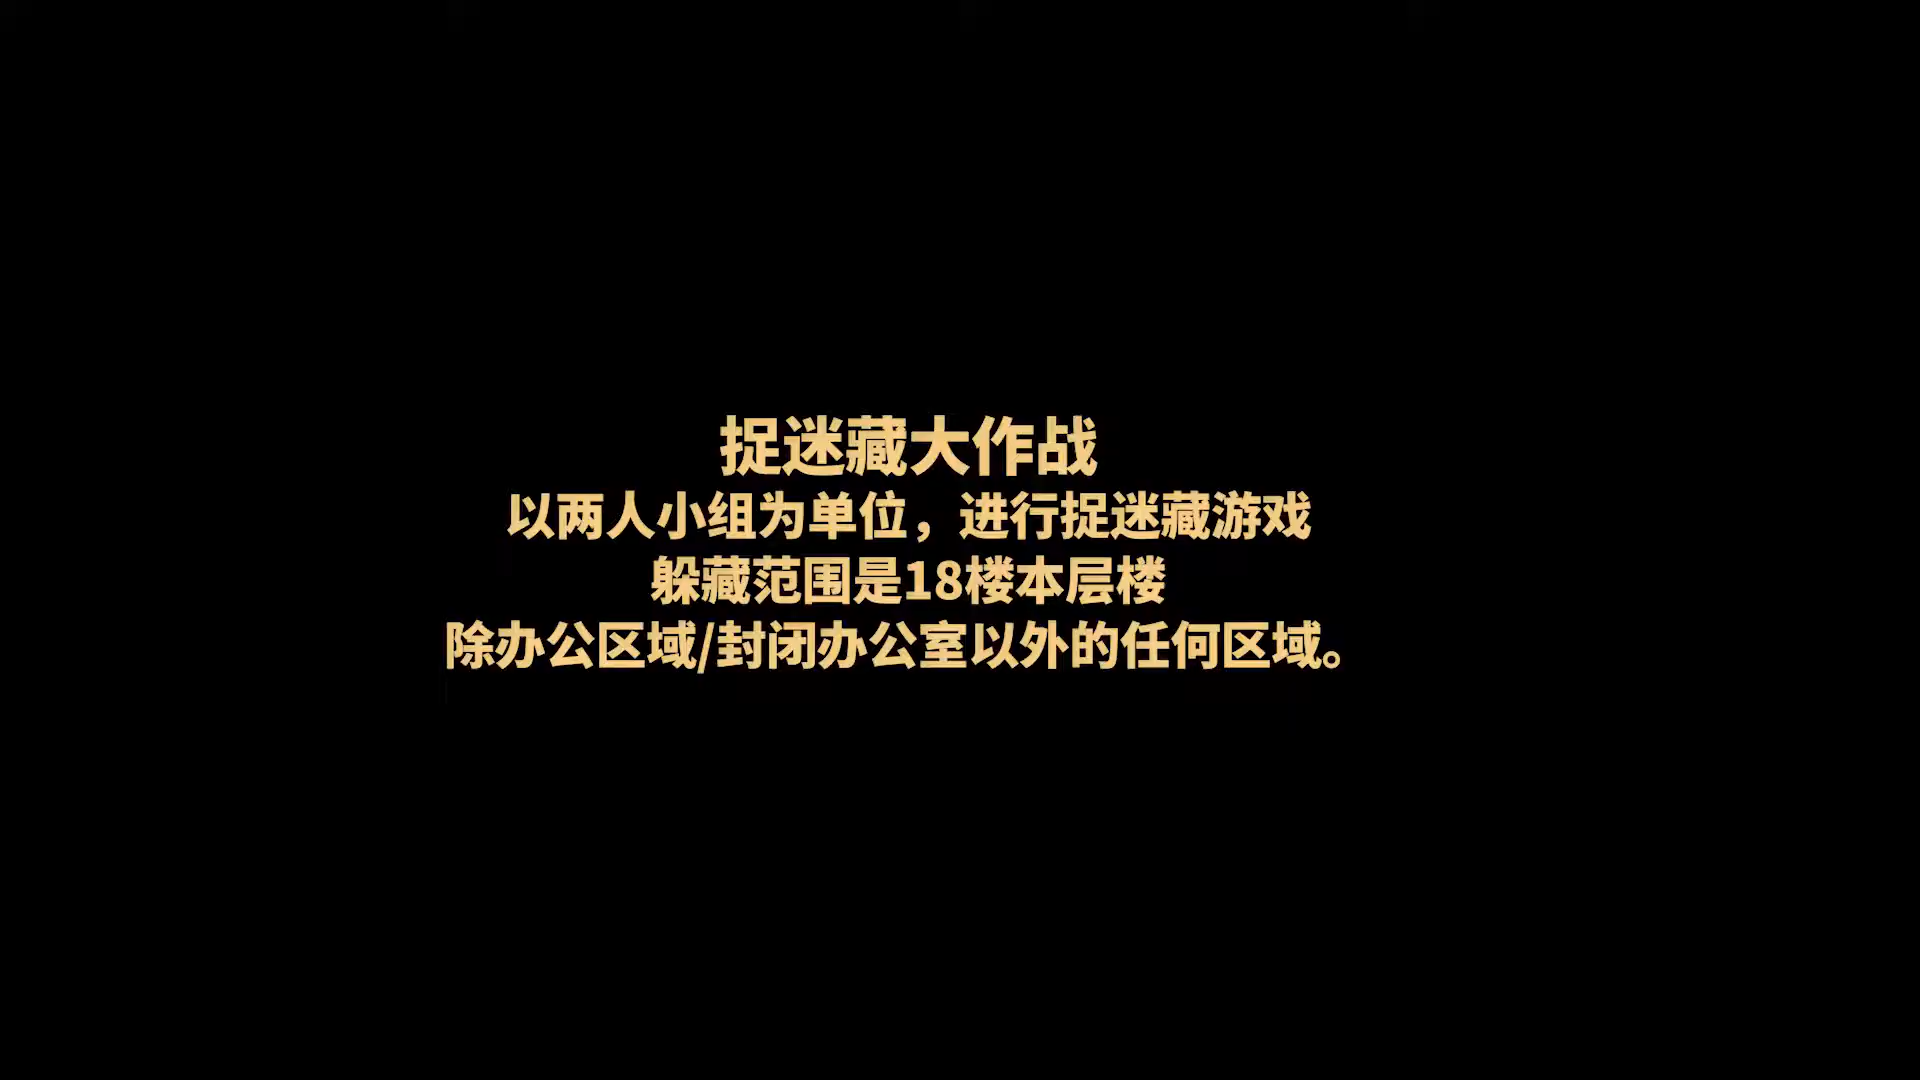 捉迷藏大作战
以两人小组为单位，进行捉迷藏游戏
躲藏范围是18楼本层楼
除办公区域/封闭办公室以外的任何区域。